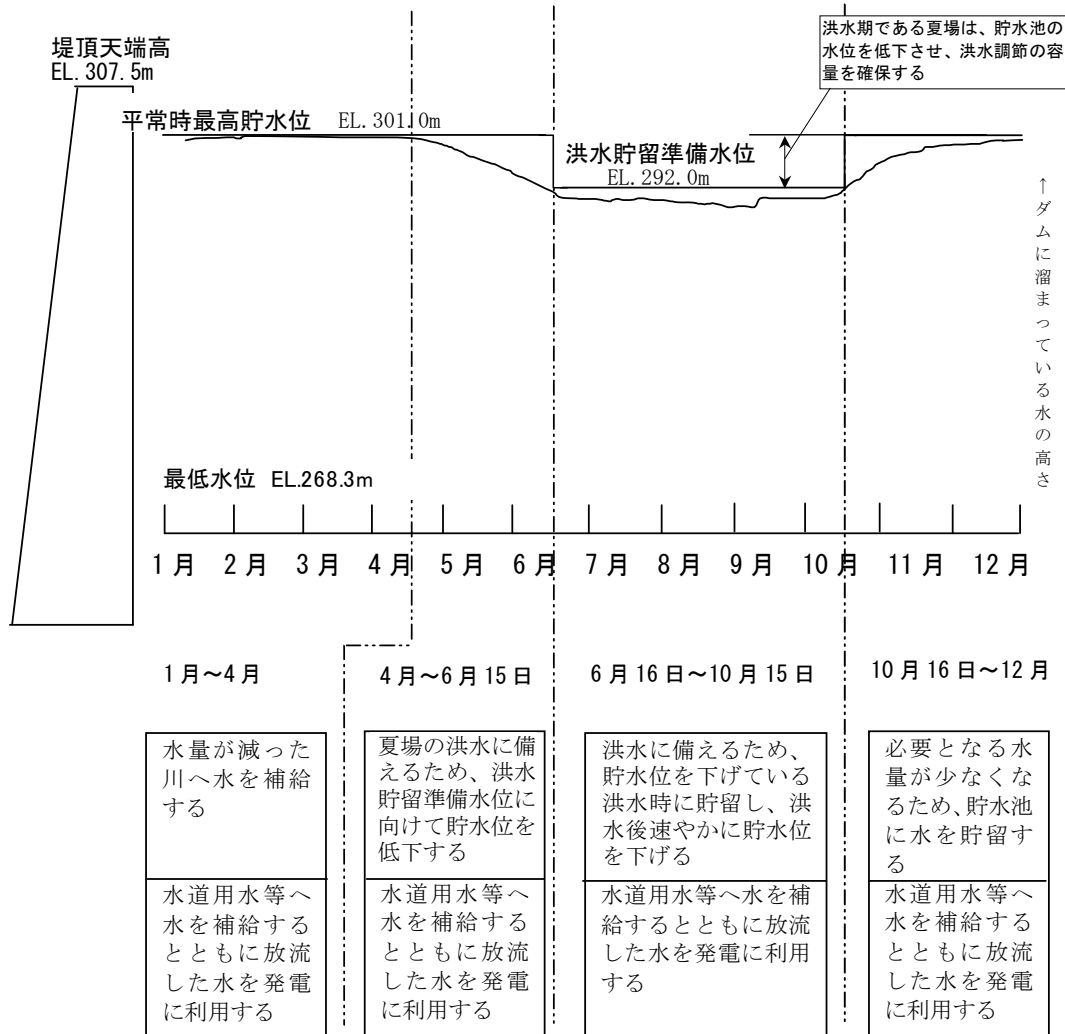 洪水期である夏場は、貯水池の
水位を低下させ、洪水調節の容
量を確保する
堤頂天端高
EL.307.5m
平常時最高貯水位 EL.301.0m
洪水貯留準備水位
EL.292.0m
↑ダムに溜まっている水の高さ
最低水位 EL.268.3m
1月 2月 3月 4月 5月 6月 7月 8月 9月 10月 11月 12月
1月～4月
4月～6月15日
6月16日～10月15日
10月16日～12月
水量が減った
川へ水を補給
する
夏場の洪水に備
えるため、洪水
貯留準備水位に
向けて貯水位を
低下する
洪水に備えるため、
貯水位を下げている
洪水時に貯留し、洪
水後速やかに貯水位
を下げる
必要となる水
量が少なくな
るため、貯水池
に水を貯留す
る
水道用水等へ
水を補給する
とともに放流
した水を発電
に利用する
水道用水等へ
水を補給する
とともに放流
した水を発電
に利用する
水道用水等へ水を補
給するとともに放流
した水を発電に利用
する
水道用水等へ
水を補給する
とともに放流
した水を発電
に利用する